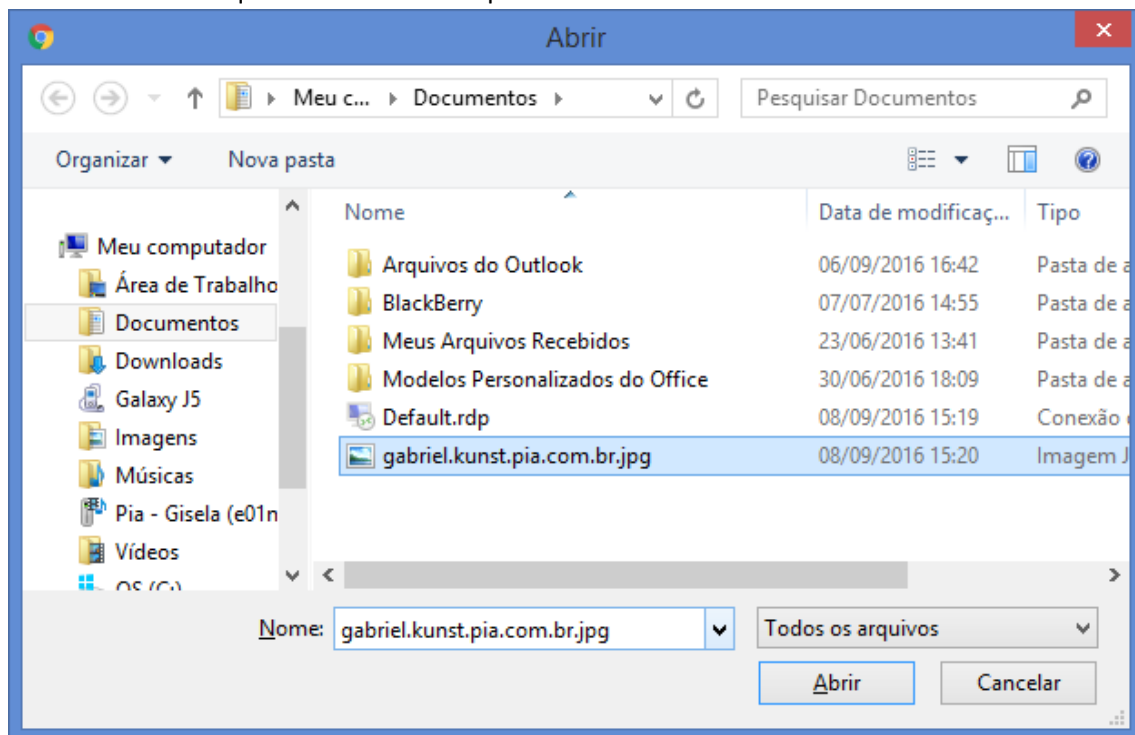 Abrir
Meu c... Documentos
Pesquisar Documentos
Organizar Nova pasta
Nome Data de modificaç... Tipo
Meu computador
Área de Trabalho
Documentos
Downloads
Galaxy J5
Imagens
Músicas
Pia - Gisela (e01n
Vídeos
OS (C:)
Arquivos do Outlook 06/09/2016 16:42 Pasta de a
BlackBerry 07/07/2016 14:55 Pasta de a
Meus Arquivos Recebidos 23/06/2016 13:41 Pasta de a
Modelos Personalizados do Office 30/06/2016 18:09 Pasta de a
Default.rdp 08/09/2016 15:19 Conexão
gabriel.kunst.pia.com.br.jpg 08/09/2016 15:20 Imagem J
Nome: gabriel.kunst.pia.com.br.jpg Todos os arquivos
Abrir Cancelar